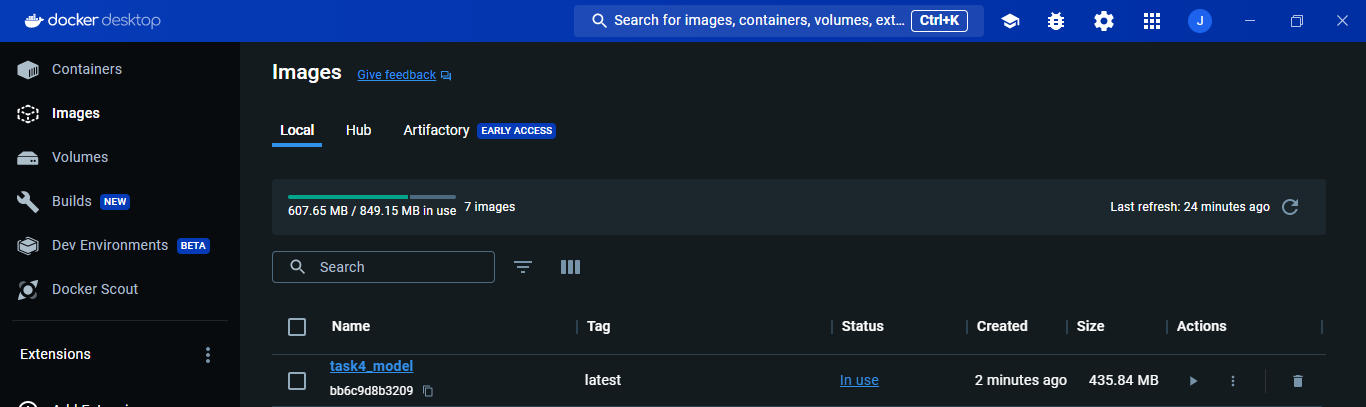 docker desktop
Search for images, containers, volumes, ext... Ctrl+K
J
Containers
Images
Volumes
Builds NEW
Dev Environments BETA
Docker Scout
Extensions
Images Give feedback
Local Hub Artifactory EARLY ACCESS
607.65 MB / 849.15 MB in use 7 images
Last refresh: 24 minutes ago
Search
Name Tag Status Created Size Actions
task4_model
bb6c9d8b3209
latest In use 2 minutes ago 435.84 MB